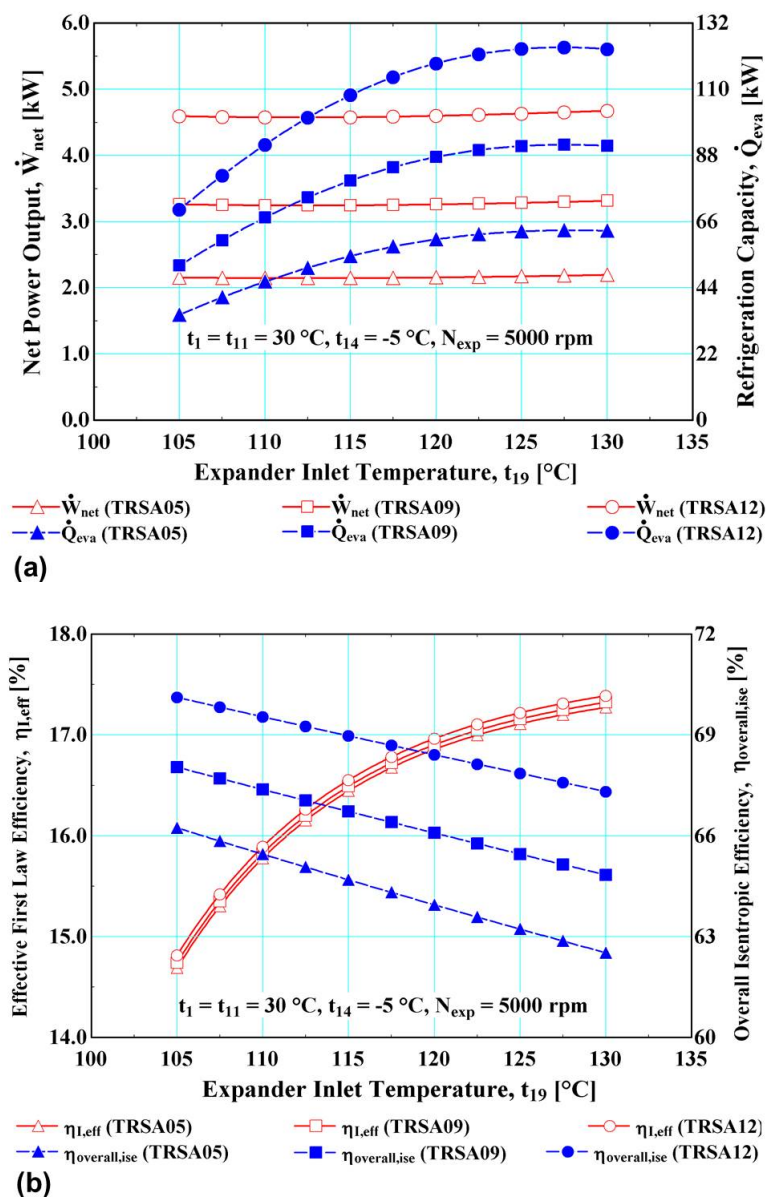 6.0
132
5.0
110
4.0
88
3.0
66
2.0
44
1.0
22
0.0
0
100
105
110
115
120
125
130
135
Net Power Output, Ẇnet [kW]
Refrigeration Capacity, Q̇eva [kW]
t1 = t11 = 30 °C, t14 = -5 °C, Nexp = 5000 rpm
Expander Inlet Temperature, t19 [°C]
Ẇnet (TRSA05)
Ẇnet (TRSA09)
Ẇnet (TRSA12)
Q̇eva (TRSA05)
Q̇eva (TRSA09)
Q̇eva (TRSA12)
(a)
18.0
72
17.0
69
16.0
66
15.0
63
14.0
60
100
105
110
115
120
125
130
135
Effective First Law Efficiency, ηI,eff [%]
Overall Isentropic Efficiency, ηoverall,ise [%]
t1 = t11 = 30 °C, t14 = -5 °C, Nexp = 5000 rpm
Expander Inlet Temperature, t19 [°C]
ηI,eff (TRSA05)
ηI,eff (TRSA09)
ηI,eff (TRSA12)
ηoverall,ise (TRSA05)
ηoverall,ise (TRSA09)
ηoverall,ise (TRSA12)
(b)